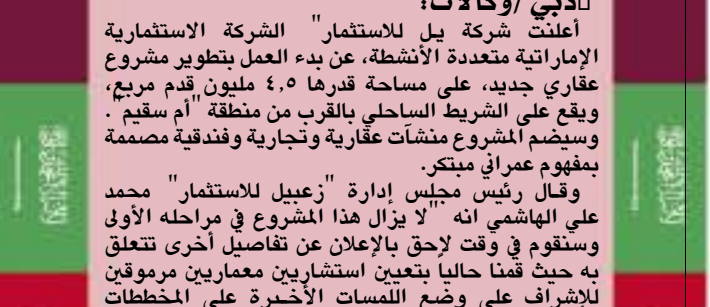 دبي /وكالات:
أعلنت شركة يل للاستثمار" الشركة الاستثمارية
الإماراتية متعددة الأنشطة، عن بدء العمل بتطوير مشروع
عقاري جديد، على مساحة قدرها ٤,٥ مليون قدم مربع،
ويقع على الشريط الساحلي بالقرب من منطقة "أم سقيم".
وسيضم المشروع منشآت عقارية وتجارية وفندقية مصممة
بمفهوم عمراني مبتكر.
وقال رئيس مجلس إدارة "زعبيل للاستثمار" محمد
علي الهاشمي انه "لا يزال هذا المشروع في مراحله الأولى
وسنقوم في وقت لاحق بالإعلان عن تفاصيل أخرى تتعلق
به حيث قمنا حالياً بتعيين استشاريين معماريين مرموقين
للإشراف على وضع اللمسات الأخيرة على المخططات